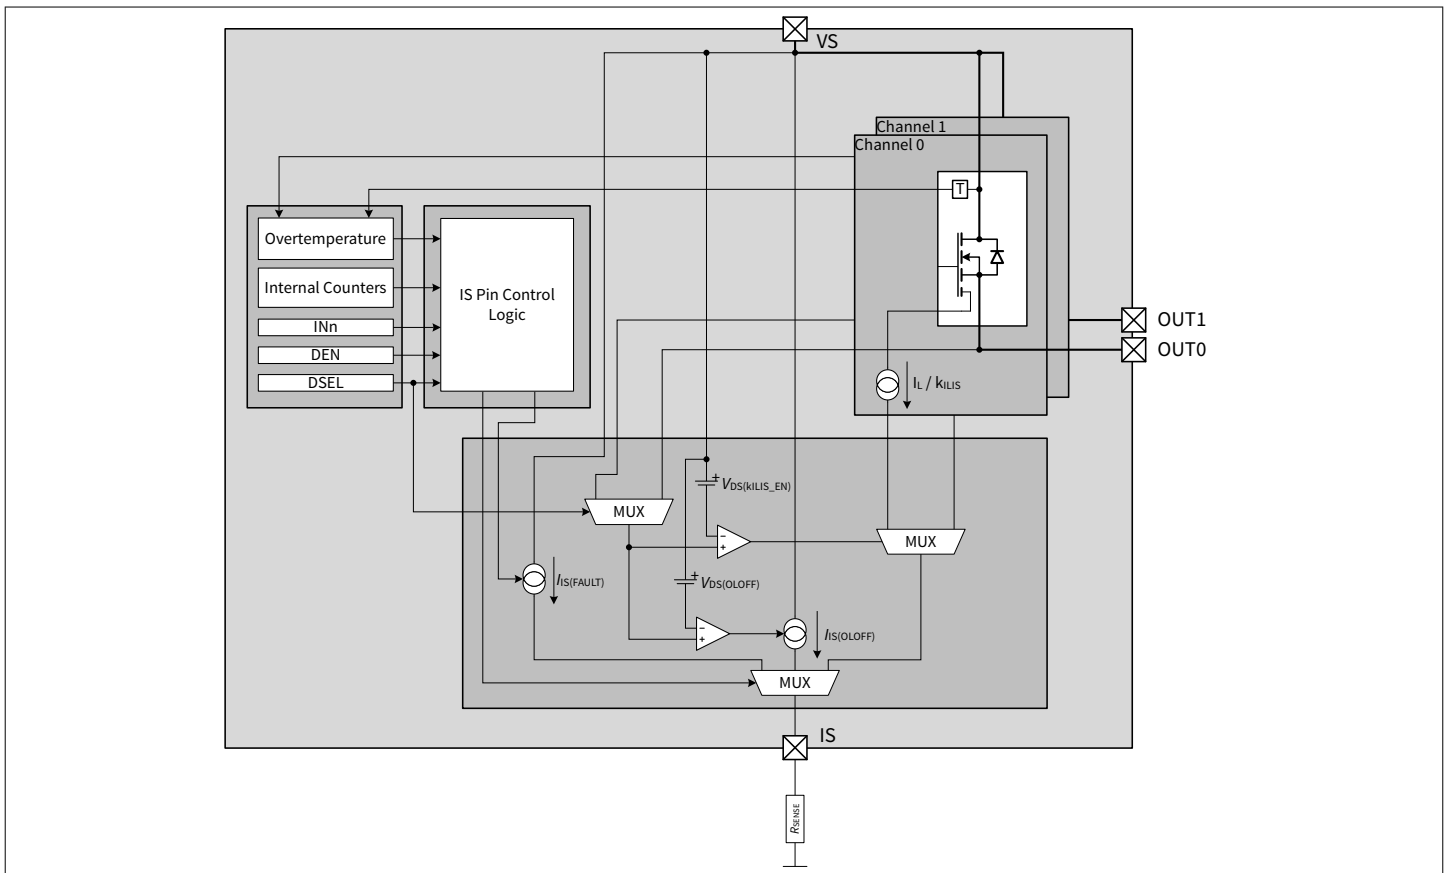 VS
Channel 1
Channel 0
T
Overtemperature
Internal Counters
IS Pin Control
Logic
INn
DEN
DSEL
OUT1
OUT0
IL / kILIS
+
VDS(kILIS_EN)
MUX
−
+
MUX
IIS(FAULT)
+
VDS(OLOFF)
−
+
IIS(OLOFF)
MUX
IS
RSENSE